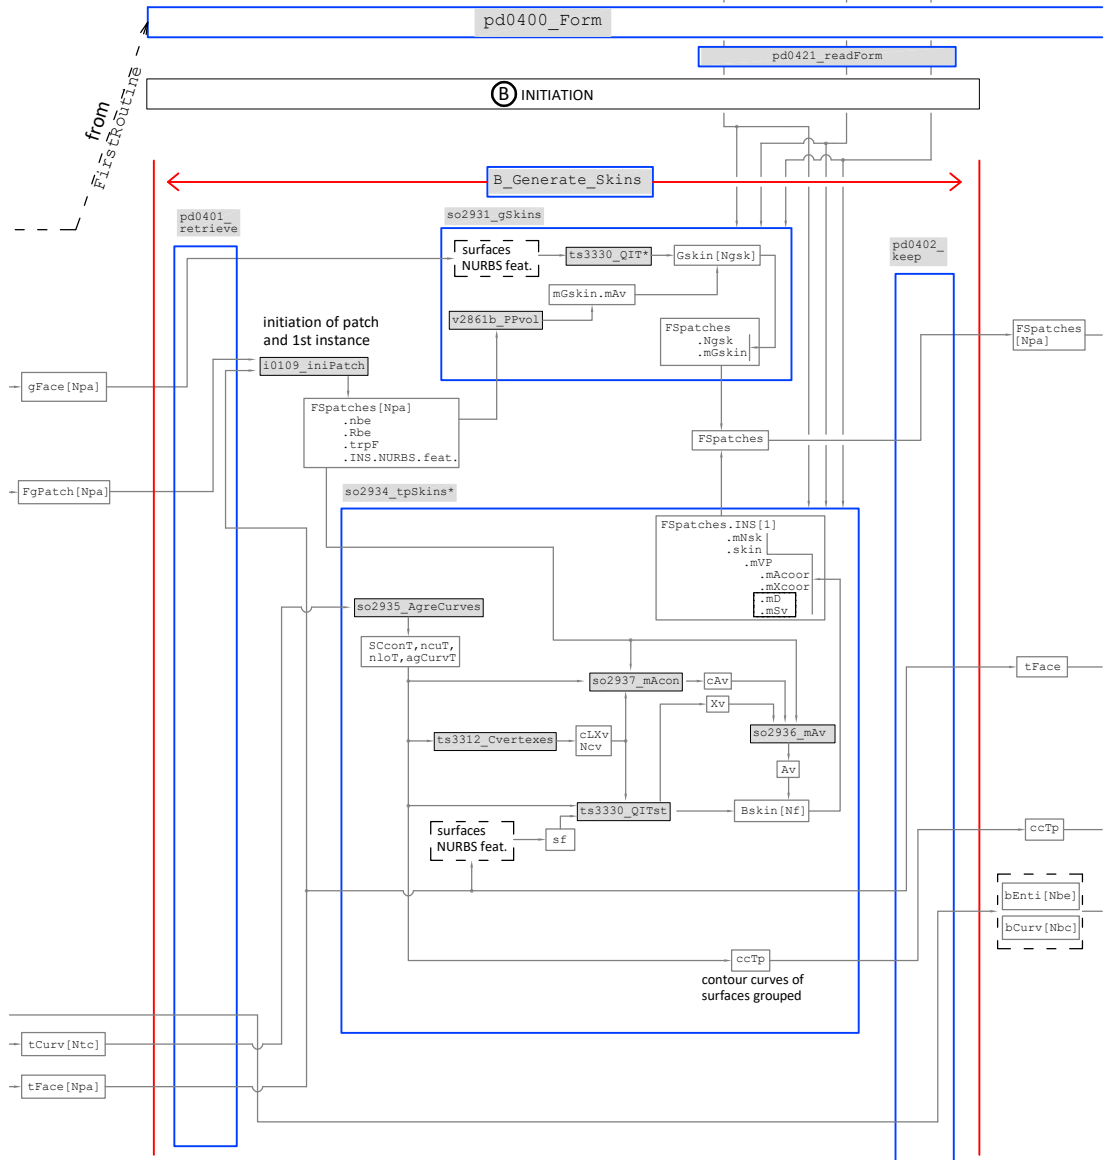 pd0400_Form
pd0421_readForm
B INITIATION
from
FirstRoutine
B_Generate_Skins
pd0401_
retrieve
so2931_gSkins
pd0402_
keep
surfaces
NURBS feat.
ts3330_QIT*
Gskin[Ngsk]
mGskin.mAv
v2861b_PPvol
FSpatches
.Ngsk
.mGskin
FSpatches
[Npa]
initiation of patch
and 1st instance
i0109_iniPatch
gFace[Npa]
FSpatches[Npa]
.nbe
.Rbe
.trpF
.INS.NURBS.feat.
FSpatches
FgPatch[Npa]
so2934_tpSkins*
FSpatches.INS[1]
.mNsk
.skin
.mVP
.mAcoor
.mXcoor
.mD
.mSv
so2935_AgreCurves
SCconT,ncuT,
nloT,agCurvT
tFace
so2937_mAcon
cAv
Xv
ts3312_Cvertexes
cLXv
Ncv
so2936_mAv
Av
ts3330_QITst
Bskin[Nf]
surfaces
NURBS feat.
sf
ccTp
bEnti[Nbe]
bCurv[Nbc]
ccTp
contour curves of
surfaces grouped
tCurv[Ntc]
tFace[Npa]